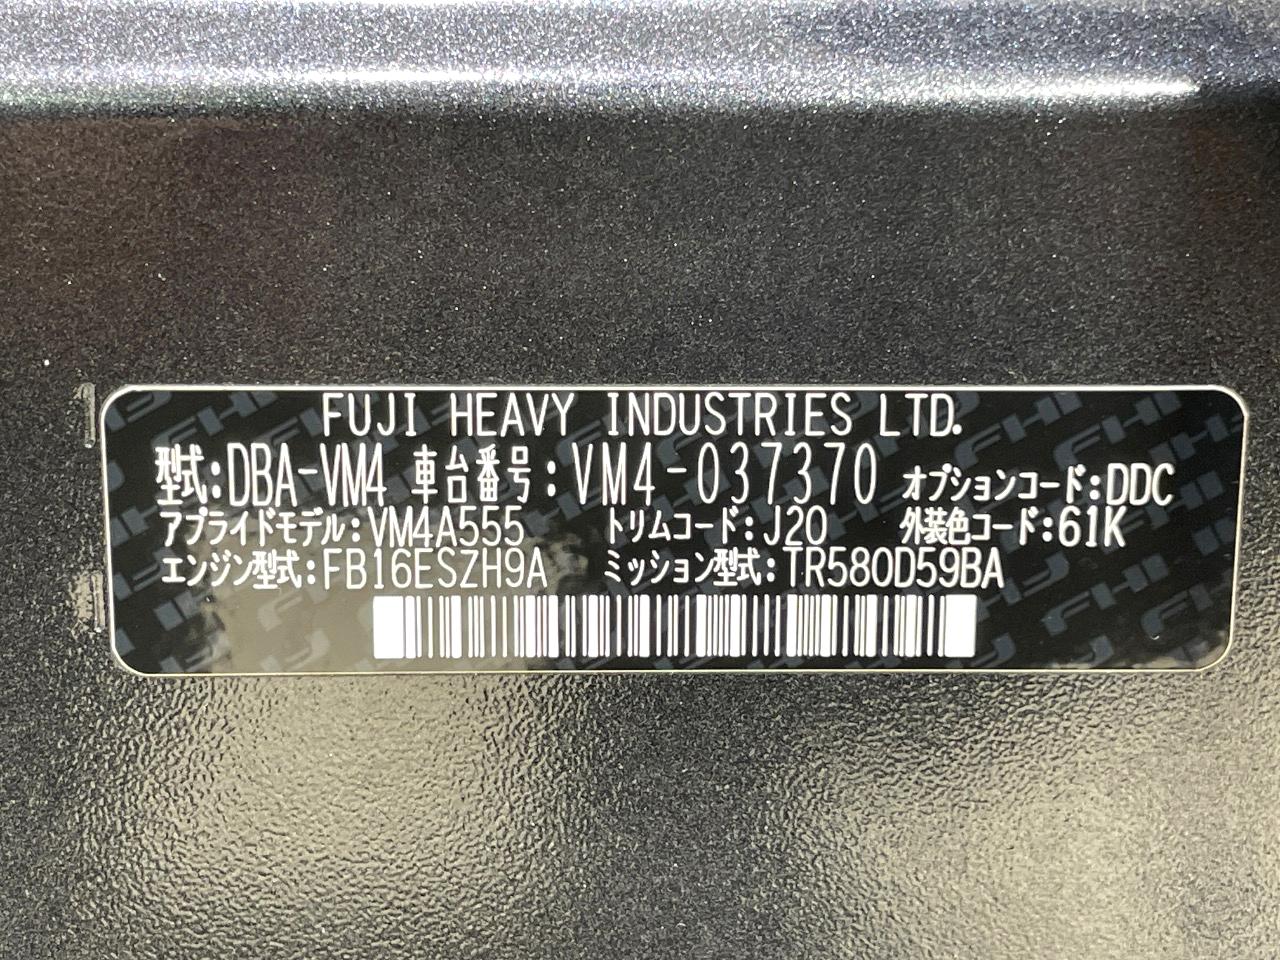 FUJI HEAVY INDUSTRIES LTD.
型式:DBA-VM4 車台番号:VM4-037370 オプションコード:DDC
アプライドモデル:VM4A555 トリムコード:J20 外装色コード:61K
エンジン型式:FB16ESZH9A ミッション型式:TR580D59BA